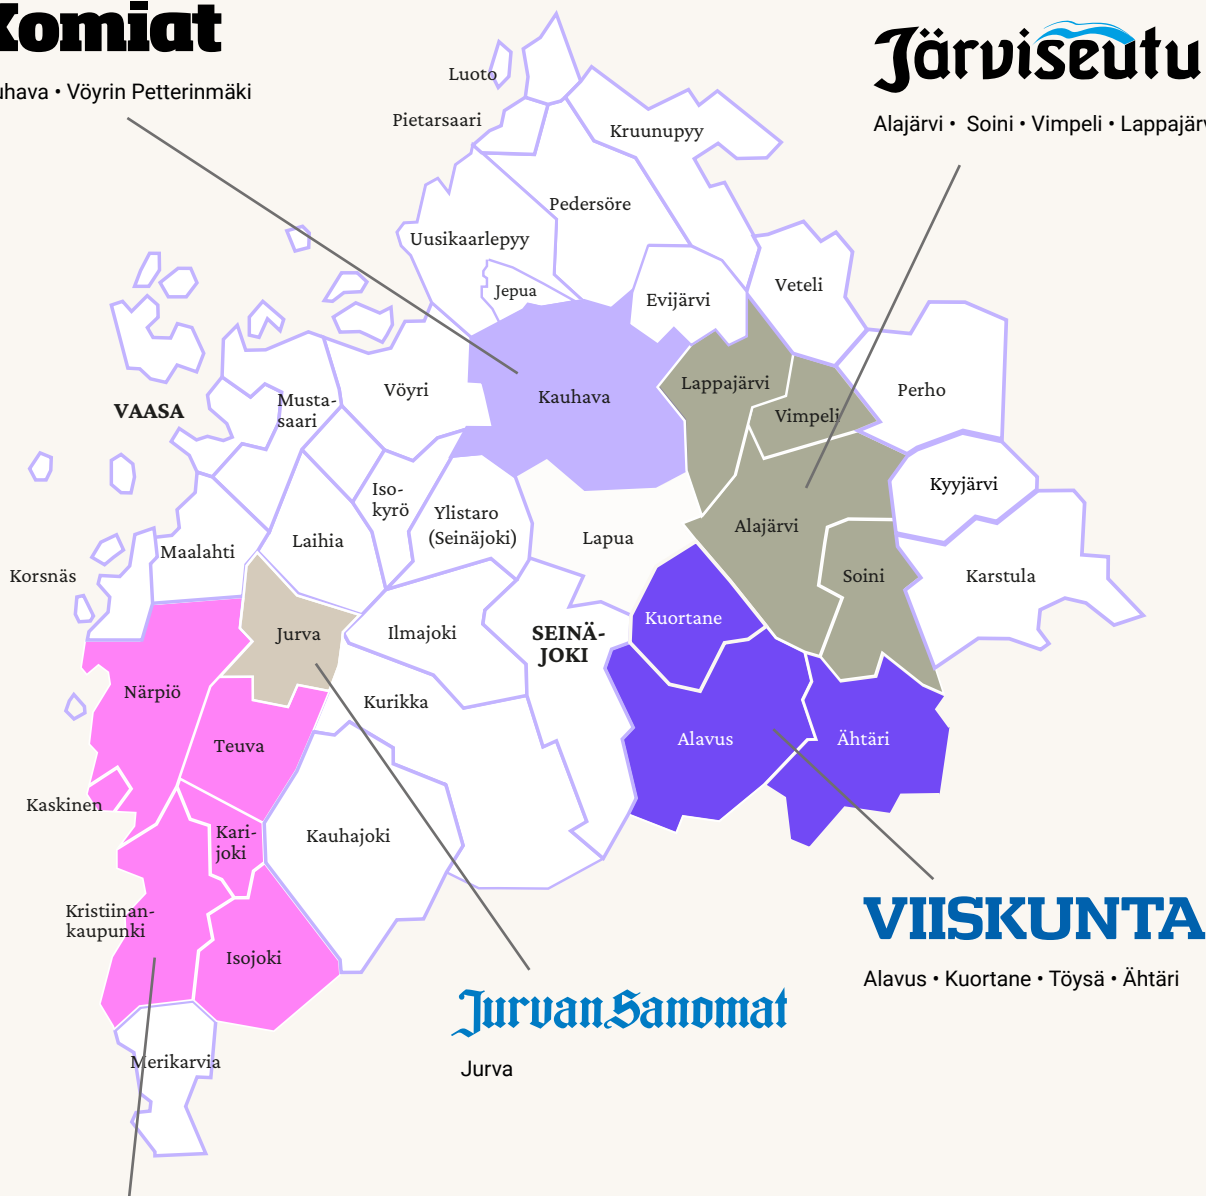 Komiat
uhava • Vöyrin Petterinmäki
Järviseutu
Alajärvi • Soini • Vimpeli • Lappajärv
Luoto
Pietarsaari
Kruunupyy
Pedersöre
Uusikaarlepyy
Jepua
Evijärvi
Veteli
VAASA
Musta-
saari
Vöyri
Kauhava
Lappajärvi
Vimpeli
Perho
Iso-
kyrö
Ylistaro
(Seinäjoki)
Kyyjärvi
Maalahti
Laihia
Lapua
Alajärvi
Korsnäs
Soini
Karstula
Jurva
Ilmajoki
SEINÄ-
JOKI
Kuortane
Närpiö
Kurikka
Teuva
Alavus
Ähtäri
Kaskinen
Kari-
joki
Kauhajoki
Kristiinan-
kaupunki
Isojoki
VIISKUNTA
Alavus • Kuortane • Töysä • Ähtäri
Jurvan Sanomat
Jurva
Merikarvia